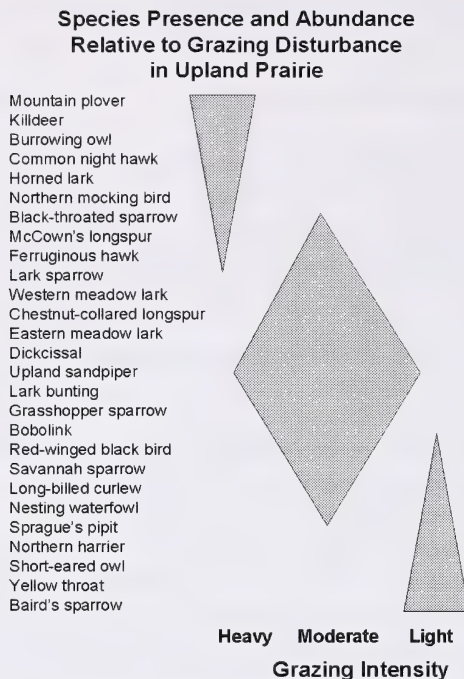 Species Presence and Abundance
Relative to Grazing Disturbance
in Upland Prairie
Mountain plover
Killdeer
Burrowing owl
Common night hawk
Horned lark
Northern mocking bird
Black-throated sparrow
McCown's longspur
Ferruginous hawk
Lark sparrow
Western meadow lark
Chestnut-collared longspur
Eastern meadow lark
Dickcissal
Upland sandpiper
Lark bunting
Grasshopper sparrow
Bobolink
Red-winged black bird
Savannah sparrow
Long-billed curlew
Nesting waterfowl
Sprague's pipit
Northern harrier
Short-eared owl
Yellow throat
Baird's sparrow
Heavy Moderate Light
Grazing Intensity